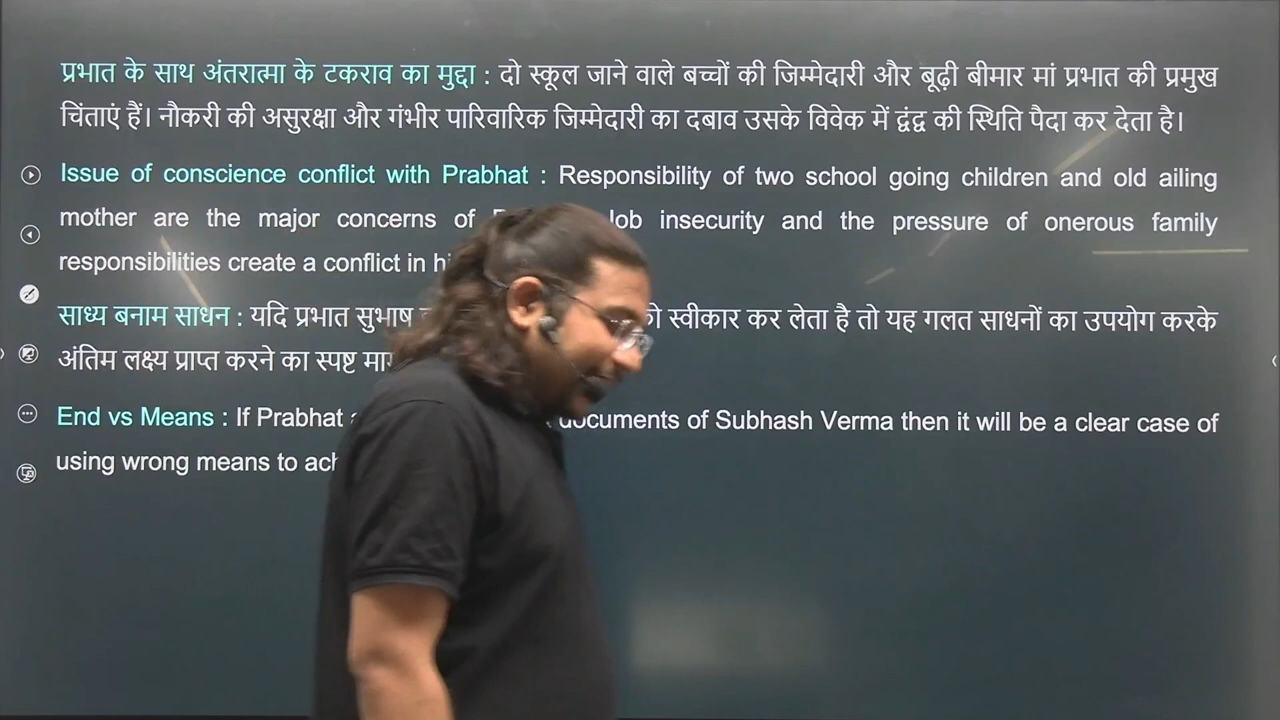 प्रभात के साथ अंतरात्मा के टकराव का मुद्दा : दो स्कूल जाने वाले बच्चों की जिम्मेदारी और बूढ़ी बीमार मां प्रभात की प्रमुख
चिंताएं हैं। नौकरी की असुरक्षा और गंभीर पारिवारिक जिम्मेदारी का दबाव उसके विवेक में द्वंद्व की स्थिति पैदा कर देता है।
Issue of conscience conflict with Prabhat : Responsibility of two school going children and old ailing
mother are the major concerns of insecurity and the pressure of onerous family
responsibilities create a conflict in
साध्य बनाम साधन : यदि प्रभात सुभाष स्वीकार कर लेता है तो यह गलत साधनों का उपयोग करके
अंतिम लक्ष्य प्राप्त करने का स्पष्ट
End vs Means : If Prabhat documents of Subhash Verma then it will be a clear case of
using wrong means to